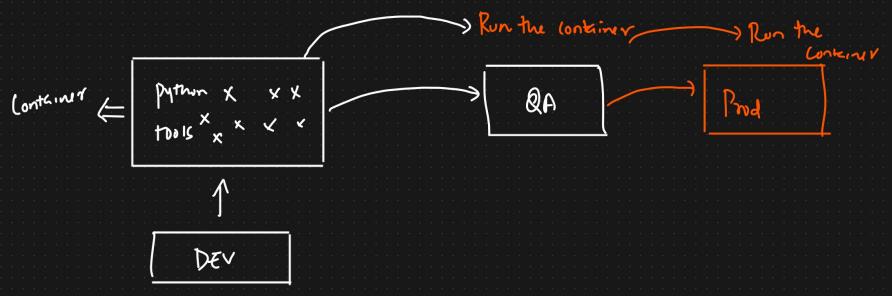 Run the container
Run the
container
Container
python x x x
tools x x x x x
QA
Prod
DEV